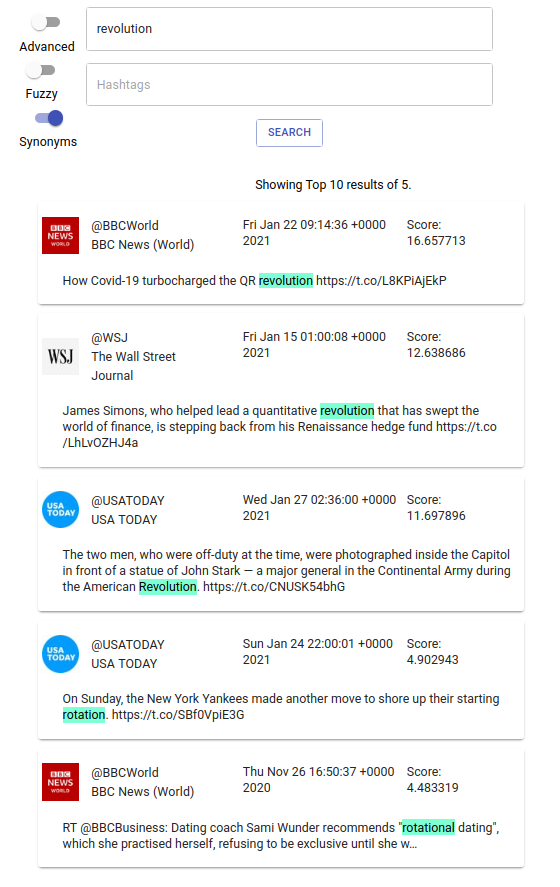 Advanced
revolution
Fuzzy
Hashtags
Synonyms
SEARCH
Showing Top 10 results of 5.
BBC
NEWS
WORLD
@BBCWorld
BBC News (World)
Fri Jan 22 09:14:36 +0000
2021
Score:
16.657713
How Covid-19 turbocharged the QR revolution https://t.co/L8KPiAjEkP
WSJ
@WSJ
The Wall Street
Journal
Fri Jan 15 01:00:08 +0000
2021
Score:
12.638686
James Simons, who helped lead a quantitative revolution that has swept the
world of finance, is stepping back from his Renaissance hedge fund https://t.co
/LhLvOZHJ4a
USA
TODAY
@USATODAY
USA TODAY
Wed Jan 27 02:36:00 +0000
2021
Score:
11.697896
The two men, who were off-duty at the time, were photographed inside the Capitol
in front of a statue of John Stark — a major general in the Continental Army during
the American Revolution. https://t.co/CNUSK54bhG
USA
TODAY
@USATODAY
USA TODAY
Sun Jan 24 22:00:01 +0000
2021
Score:
4.902943
On Sunday, the New York Yankees made another move to shore up their starting
rotation. https://t.co/SBf0VpiE3G
BBC
NEWS
WORLD
@BBCWorld
BBC News (World)
Thu Nov 26 16:50:37 +0000
2020
Score:
4.483319
RT @BBCBusiness: Dating coach Sami Wunder recommends "rotational dating",
which she practised herself, refusing to be exclusive until she w…